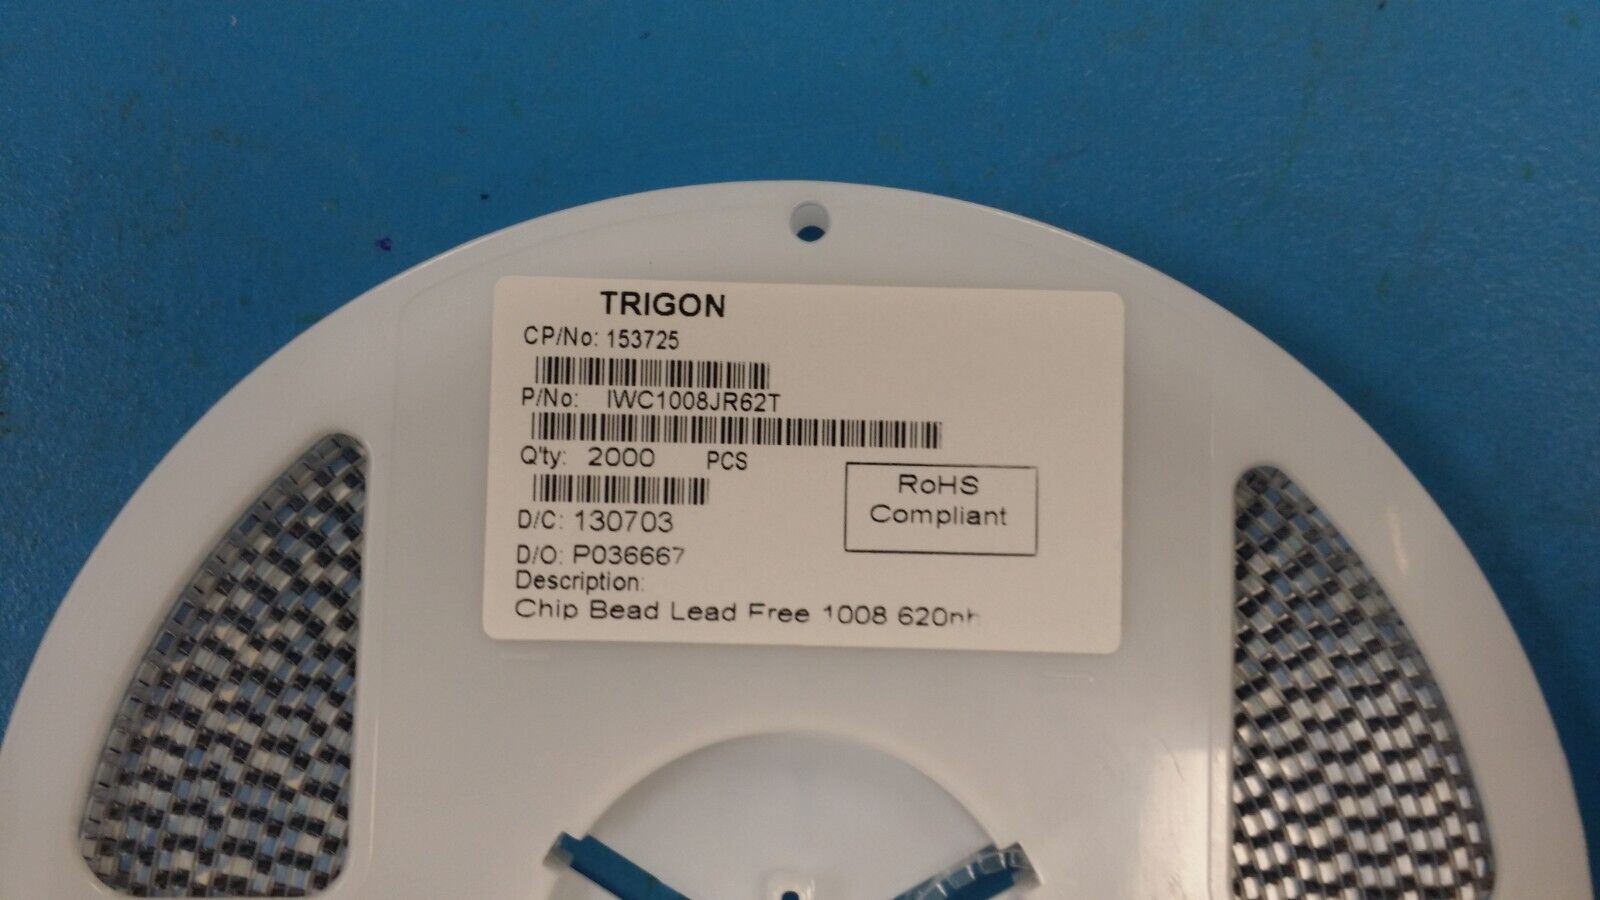 TRIGON
CP/No: 153725
P/No: IWC1008JR62T
Q'ty: 2000 PCS
RoHS
Compliant
D/C: 130703
D/O: P036667
Description:
Chip Bead Lead Free 1008 620nh